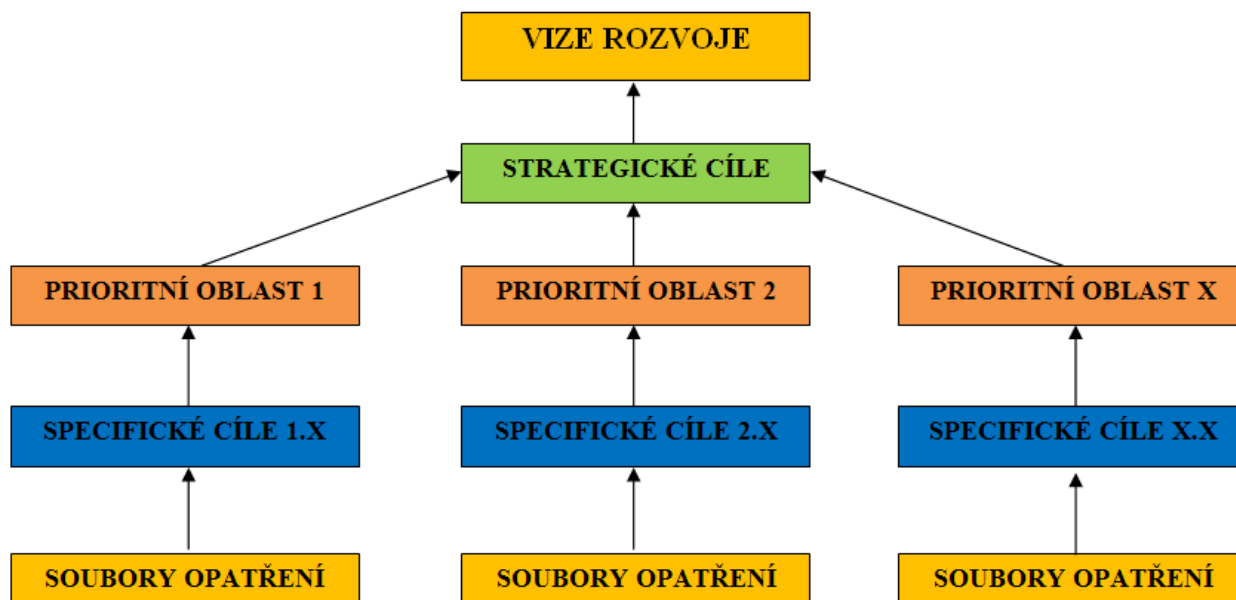 VIZE ROZVOJE
STRATEGICKÉ CÍLE
PRIORITNÍ OBLAST 1
PRIORITNÍ OBLAST 2
PRIORITNÍ OBLAST X
SPECIFICKÉ CÍLE 1.X
SPECIFICKÉ CÍLE 2.X
SPECIFICKÉ CÍLE X.X
SOUBORY OPATŘENÍ
SOUBORY OPATŘENÍ
SOUBORY OPATŘENÍ